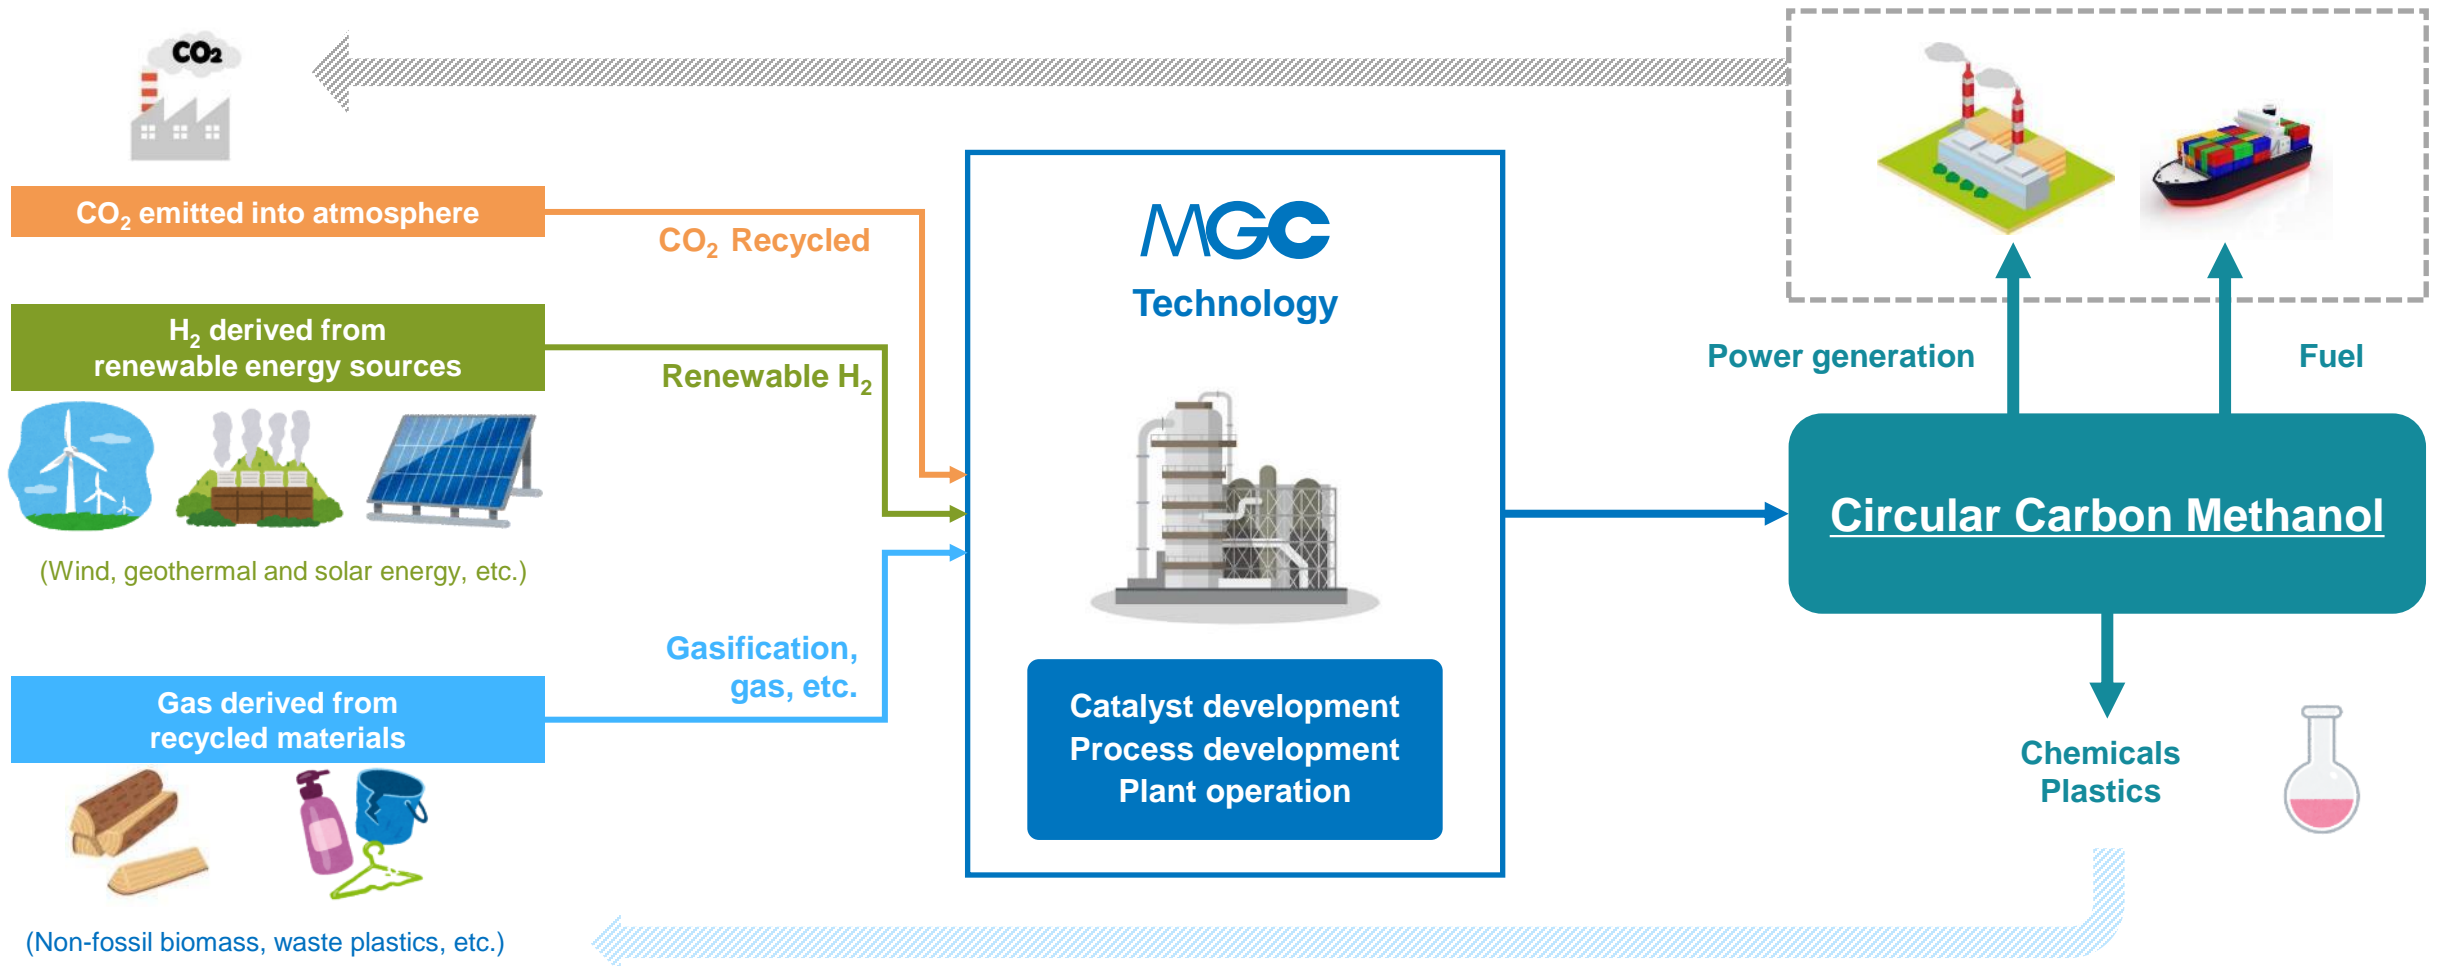 CO2
CO2 emitted into atmosphere
CO2 Recycled
H2 derived from
renewable energy sources
Renewable H2
(Wind, geothermal and solar energy, etc.)
Gasification,
gas, etc.
Gas derived from
recycled materials
(Non-fossil biomass, waste plastics, etc.)
MGC
Technology
Catalyst development
Process development
Plant operation
Power generation
Fuel
Circular Carbon Methanol
Chemicals
Plastics